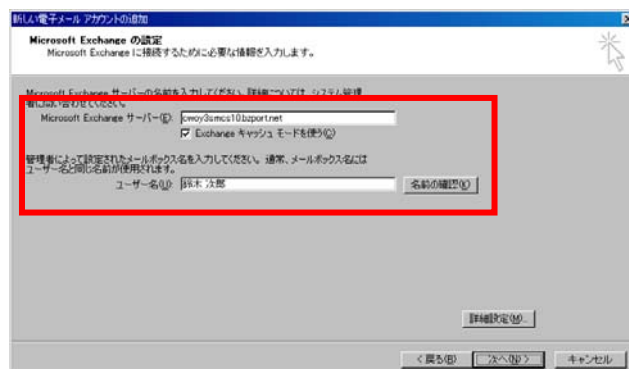 新しい電子メール アカウントの追加
Microsoft Exchange の設定
Microsoft Exchange に接続するために必要な情報を入力します。
Microsoft Exchange サーバーの名前を入力してください。詳細については、システム管理
者に問い合わせてください。
Microsoft Exchange サーバー(E): cwoy3smcs10.bzport.net
Exchange キャッシュ モードを使う(C)
管理者によって設定されたメールボックス名を入力してください。通常、メールボックス名には
ユーザー名と同じ名前が使用されます。
ユーザー名(U): 鈴木 次郎 名前の確認(K)
詳細設定(M)...
< 戻る(B) 次へ(N) > キャンセル